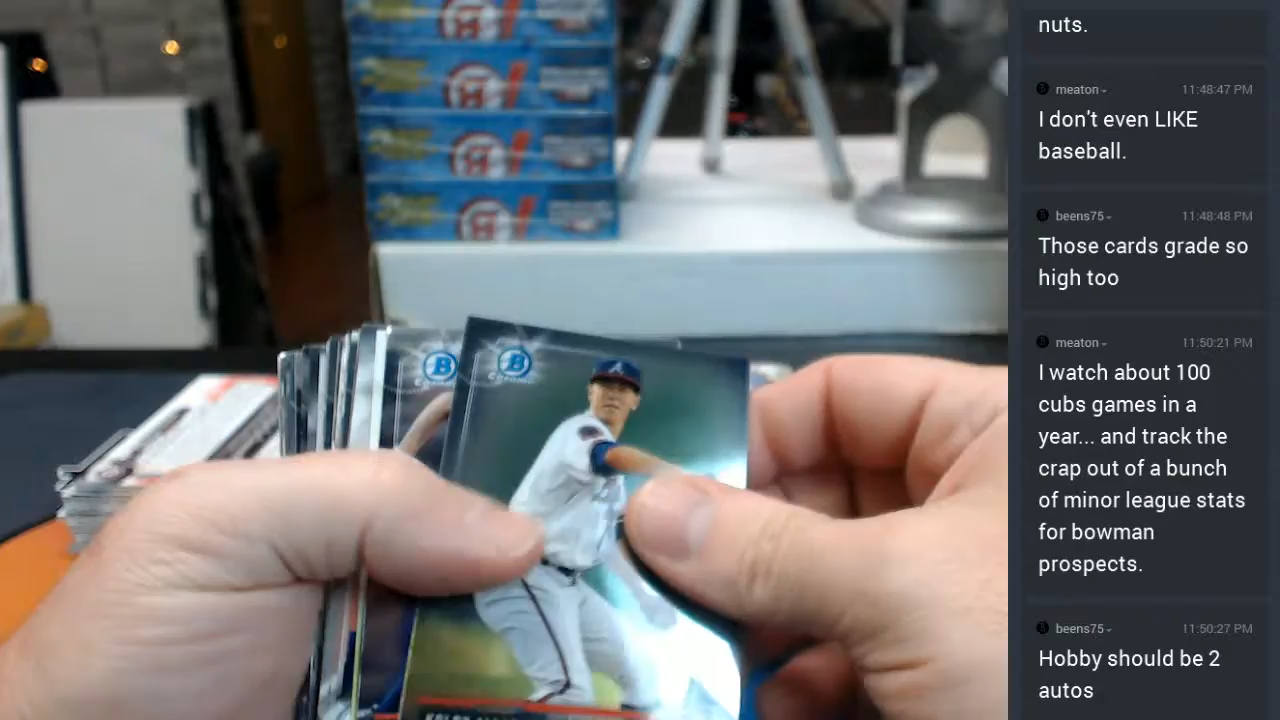 nuts.
meaton
11:48:47 PM
I don't even LIKE
baseball.
beens75
11:48:48 PM
Those cards grade so
high too
meaton
11:50:21 PM
I watch about 100
cubs games in a
year... and track the
crap out of a bunch
of minor league stats
for bowman
prospects.
beens75
11:50:27 PM
Hobby should be 2
autos
B
B
CHROME
A
H
H
H
H